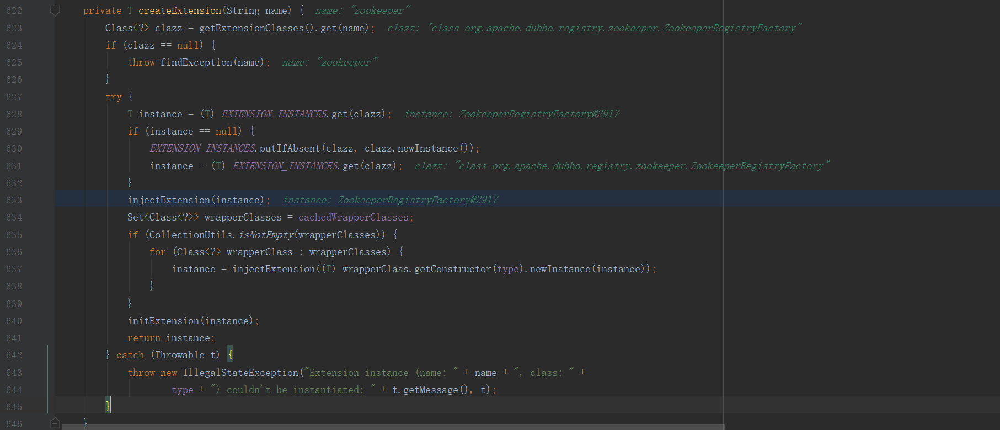 622 private T createExtension(String name) { name: "zookeeper"
623 Class<?> clazz = getExtensionClasses().get(name); clazz: "class org.apache.dubbo.registry.zookeeper.ZookeeperRegistryFactory"
624 if (clazz == null) {
625 throw findException(name); name: "zookeeper"
626 }
627 try {
628 T instance = (T) EXTENSION_INSTANCES.get(clazz); instance: ZookeeperRegistryFactory@2917
629 if (instance == null) {
630 EXTENSION_INSTANCES.putIfAbsent(clazz, clazz.newInstance());
631 instance = (T) EXTENSION_INSTANCES.get(clazz); clazz: "class org.apache.dubbo.registry.zookeeper.ZookeeperRegistryFactory"
632 }
633 injectExtension(instance); instance: ZookeeperRegistryFactory@2917
634 Set<Class<?>> wrapperClasses = cachedWrapperClasses;
635 if (CollectionUtils.isNotEmpty(wrapperClasses)) {
636 for (Class<?> wrapperClass : wrapperClasses) {
637 instance = injectExtension((T) wrapperClass.getConstructor(type).newInstance(instance));
638 }
639 }
640 initExtension(instance);
641 return instance;
642 } catch (Throwable t) {
643 throw new IllegalStateException("Extension instance (name: " + name + ", class: " +
644 type + ") couldn't be instantiated: " + t.getMessage(), t);
645 }
646 }